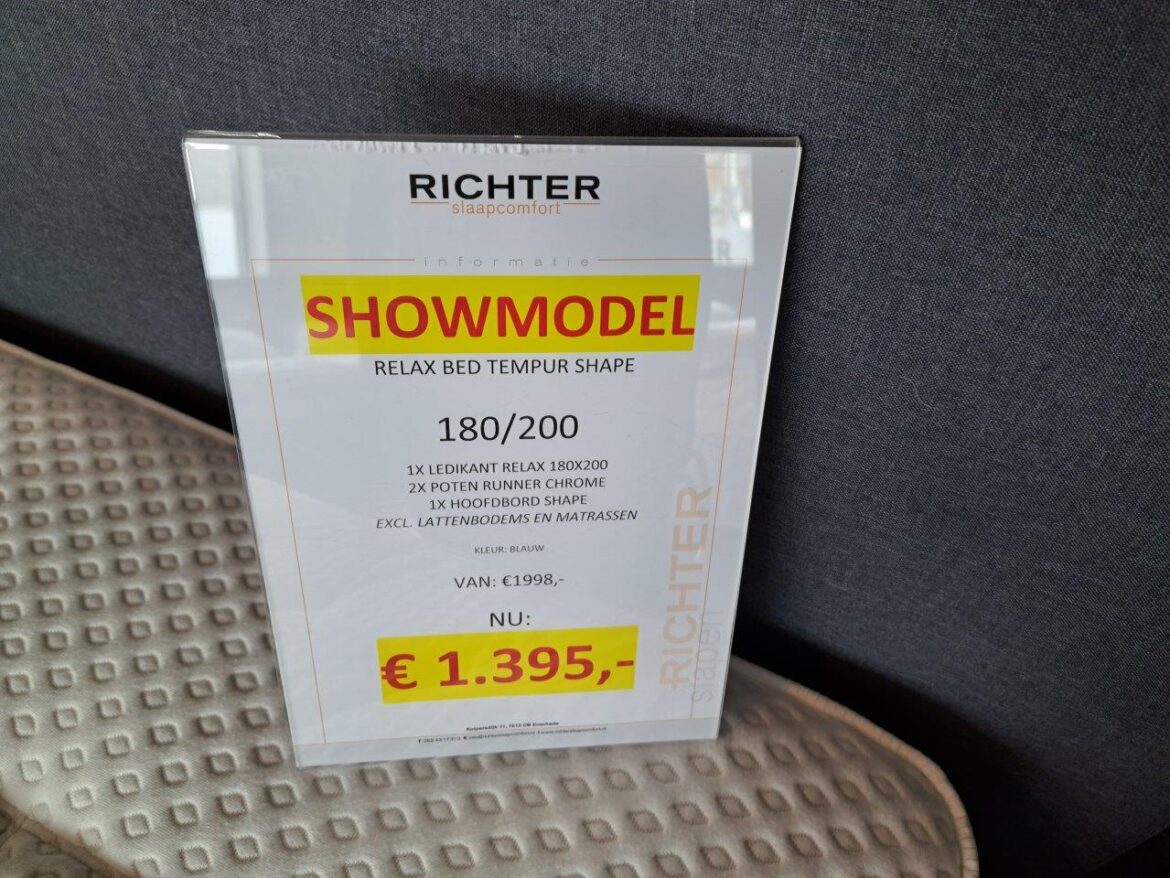 RICHTER
slaapcomfort
informatie
SHOWMODEL
RELAX BED TEMPUR SHAPE
180/200
1X LEDIKANT RELAX 180X200
2X POTEN RUNNER CHROME
1X HOOFDBORD SHAPE
EXCL. LATTENBODEMS EN MATRASSEN
KLEUR: BLAUW
VAN: €1998,-
NU:
€ 1.395,-
RICHTER
slapen
Enschede